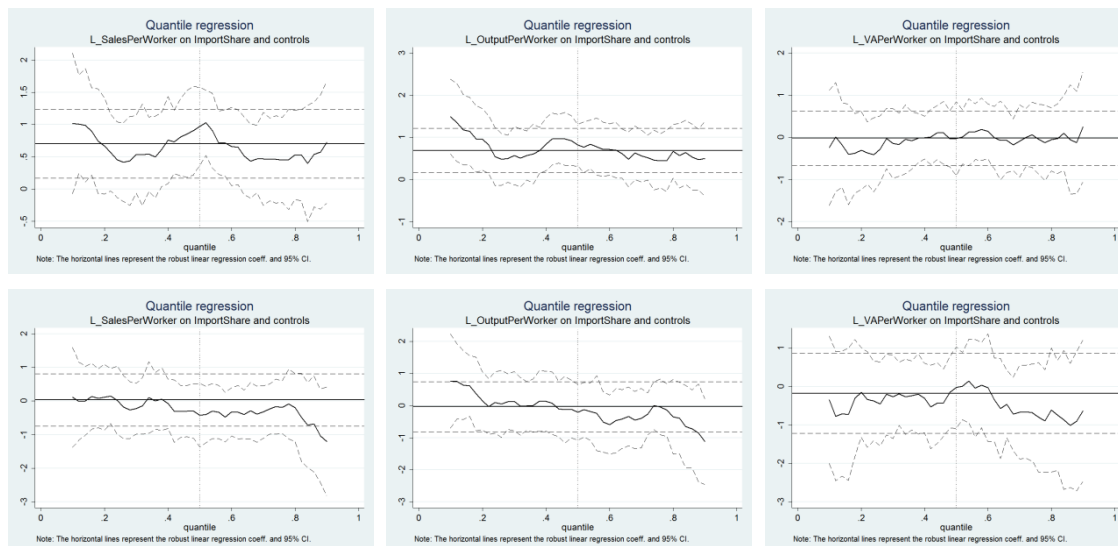 Quantile regression
L_SalesPerWorker on ImportShare and controls
2
1.5
1
.5
0
-.5
0 .2 .4 .6 .8 1
quantile
Note: The horizontal lines represent the robust linear regression coeff. and 95% CI.
Quantile regression
L_OutputPerWorker on ImportShare and controls
3
2
1
0
-1
0 .2 .4 .6 .8 1
quantile
Note: The horizontal lines represent the robust linear regression coeff. and 95% CI.
Quantile regression
L_VAPerWorker on ImportShare and controls
2
1
0
-1
-2
0 .2 .4 .6 .8 1
quantile
Note: The horizontal lines represent the robust linear regression coeff. and 95% CI.
Quantile regression
L_SalesPerWorker on ImportShare and controls
2
1
0
-1
-2
-3
0 .2 .4 .6 .8 1
quantile
Note: The horizontal lines represent the robust linear regression coeff. and 95% CI.
Quantile regression
L_OutputPerWorker on ImportShare and controls
2
1
0
-1
-2
-3
0 .2 .4 .6 .8 1
quantile
Note: The horizontal lines represent the robust linear regression coeff. and 95% CI.
Quantile regression
L_VAPerWorker on ImportShare and controls
1
0
-1
-2
-3
0 .2 .4 .6 .8 1
quantile
Note: The horizontal lines represent the robust linear regression coeff. and 95% CI.